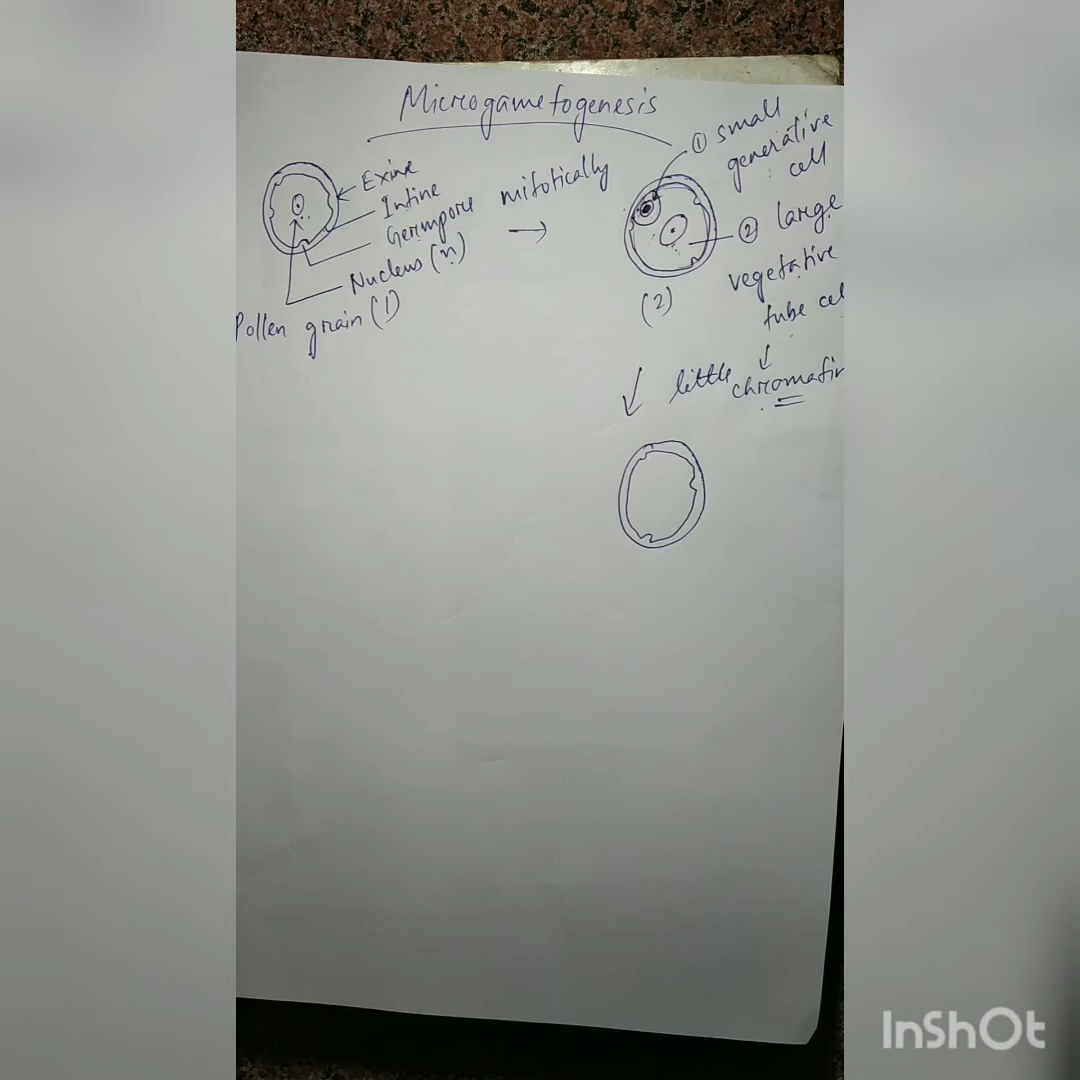 Microgametogenesis
Exine
Intine
Germpore
Nucleus (n)
Pollen grain (1)
mitotically
→
① small
generative
cell
② large
vegetative
tube cel
(2)
↓
↓
little chromatin
InShOt